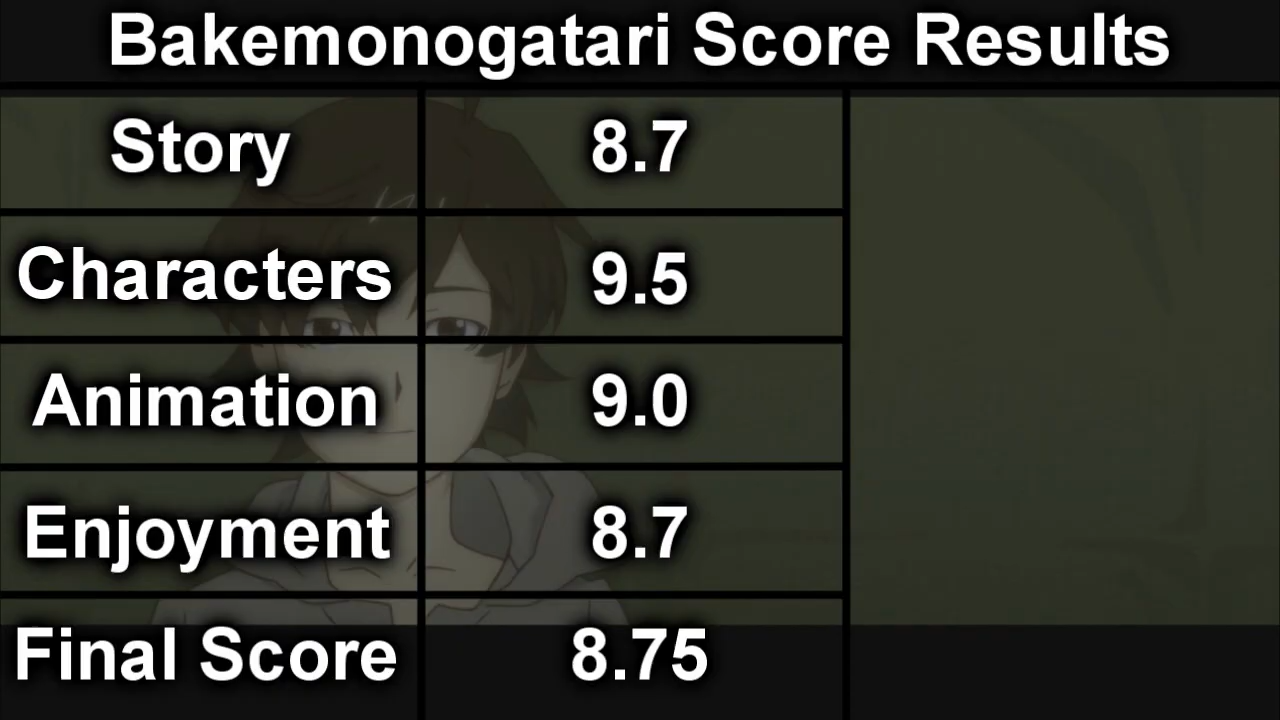 Bakemonogatari Score Results
Story 8.7
Characters 9.5
Animation 9.0
Enjoyment 8.7
Final Score 8.75